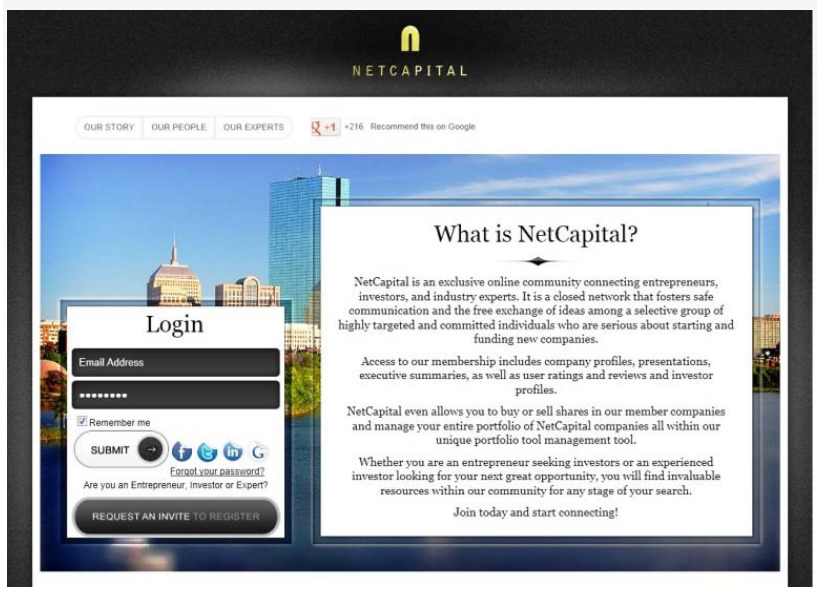 NETCAPITAL
OUR STORY OUR PEOPLE OUR EXPERTS g +1 +216 Recommend this on Google
What is NetCapital?
NetCapital is an exclusive online community connecting entrepreneurs,
investors, and industry experts. It is a closed network that fosters safe
communication and the free exchange of ideas among a selective group of
highly targeted and committed individuals who are serious about starting and
funding new companies.
Access to our membership includes company profiles, presentations,
executive summaries, as well as user ratings and reviews and investor
profiles.
NetCapital even allows you to buy or sell shares in our member companies
and manage your entire portfolio of NetCapital companies all within our
unique portfolio tool management tool.
Whether you are an entrepreneur seeking investors or an experienced
investor looking for your next great opportunity, you will find invaluable
resources within our community for any stage of your search.
Join today and start connecting!
Login
Email Address
••••••••
Remember me
SUBMIT f t in G
Forgot your password?
Are you an Entrepreneur, Investor or Expert?
REQUEST AN INVITE TO REGISTER